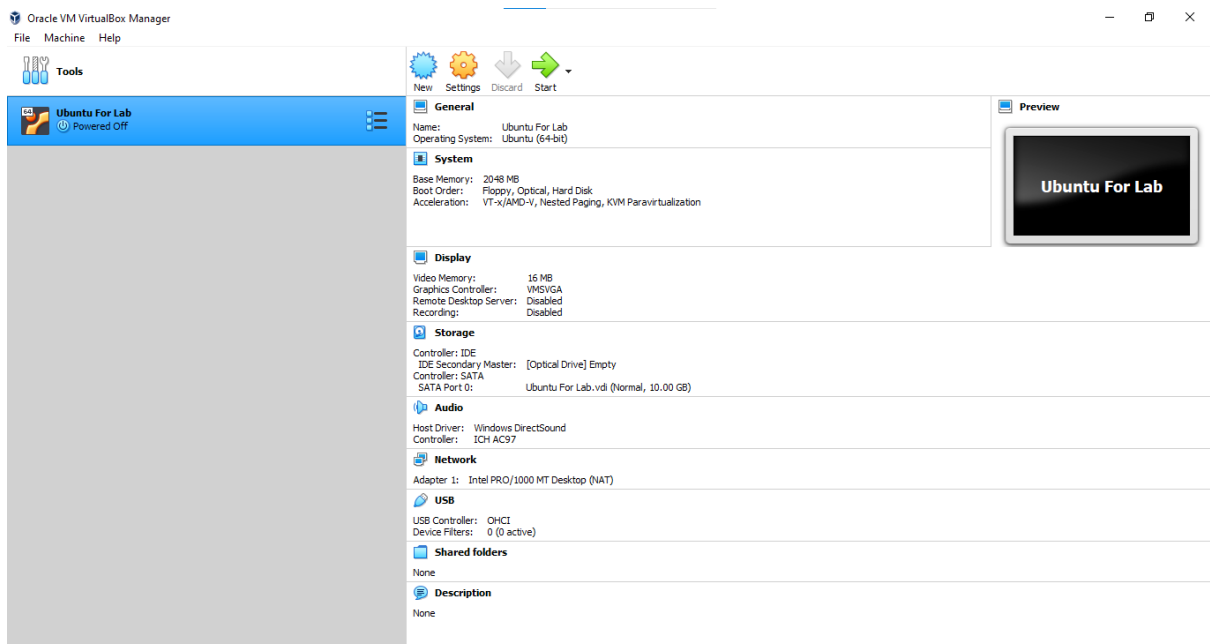 Oracle VM VirtualBox Manager
File Machine Help
Tools
New Settings Discard Start
64
Ubuntu For Lab
Powered Off
General
Name: Ubuntu For Lab
Operating System: Ubuntu (64-bit)
System
Base Memory: 2048 MB
Boot Order: Floppy, Optical, Hard Disk
Acceleration: VT-x/AMD-V, Nested Paging, KVM Paravirtualization
Preview
Ubuntu For Lab
Display
Video Memory: 16 MB
Graphics Controller: VMSVGA
Remote Desktop Server: Disabled
Recording: Disabled
Storage
Controller: IDE
IDE Secondary Master: [Optical Drive] Empty
Controller: SATA
SATA Port 0: Ubuntu For Lab.vdi (Normal, 10.00 GB)
Audio
Host Driver: Windows DirectSound
Controller: ICH AC97
Network
Adapter 1: Intel PRO/1000 MT Desktop (NAT)
USB
USB Controller: OHCI
Device Filters: 0 (0 active)
Shared folders
None
Description
None